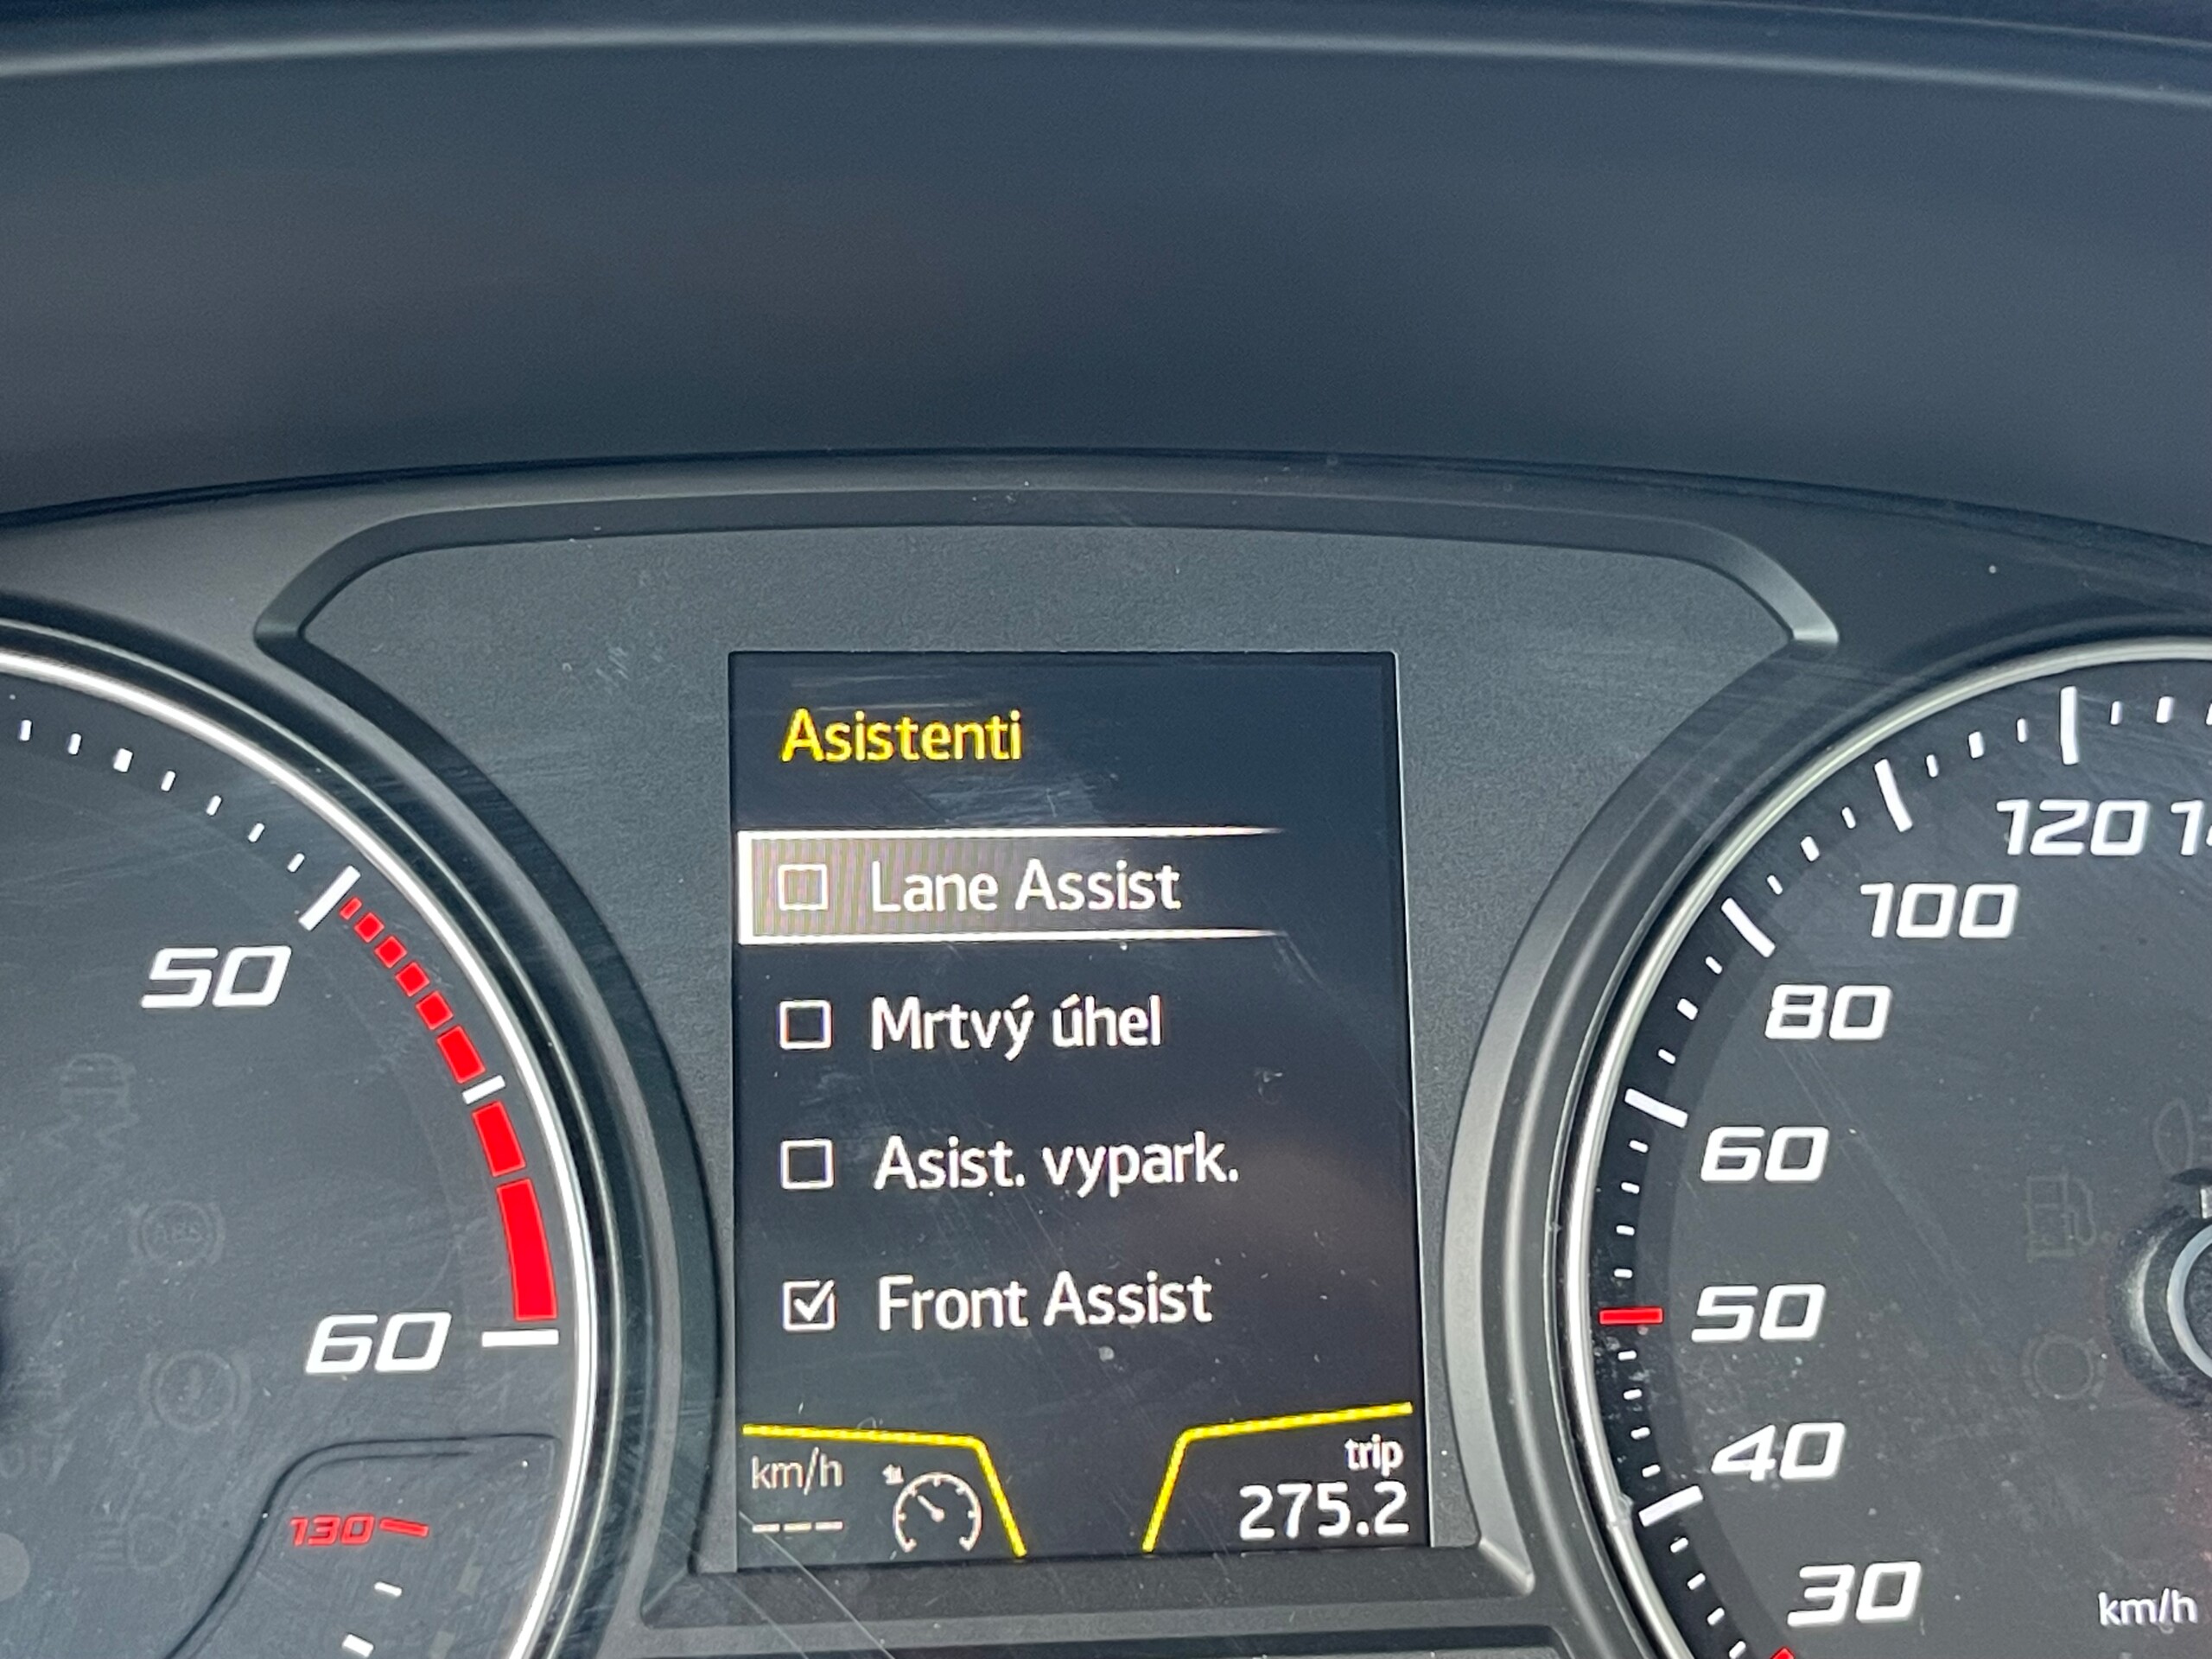 Asistenti
Lane Assist
Mrtvý úhel
Asist. vypark.
Front Assist
km/h
trip
275.2
50
60
130
120
100
80
60
50
40
30
km/h